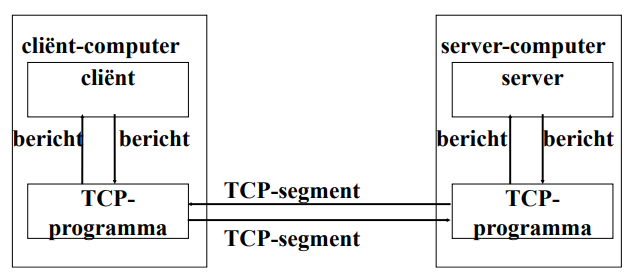 cliënt-computer
cliënt
bericht
bericht
TCP-
programma
TCP-segment
TCP-segment
server-computer
server
bericht
bericht
TCP-
programma